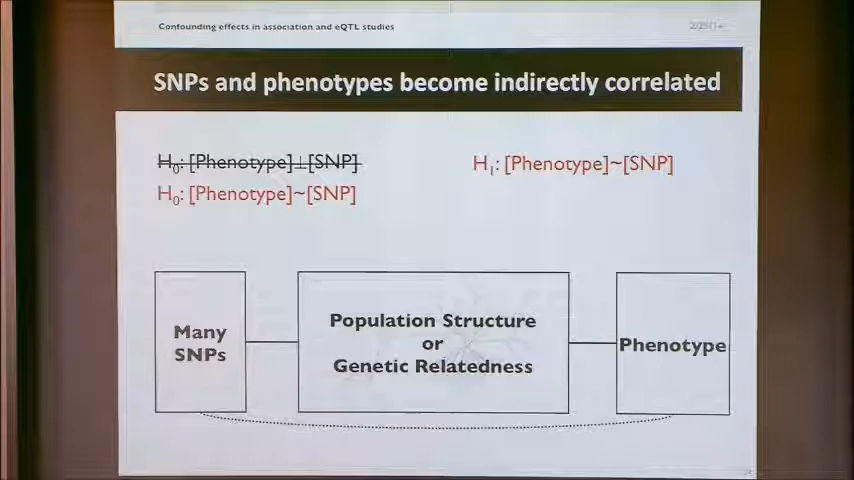 Confounding effects in association and eQTL studies
SNPs and phenotypes become indirectly correlated
H₀: [Phenotype]⊥[SNP]
H₁: [Phenotype]~[SNP]
H₀: [Phenotype]~[SNP]
Many
SNPs
Population Structure
or
Genetic Relatedness
Phenotype